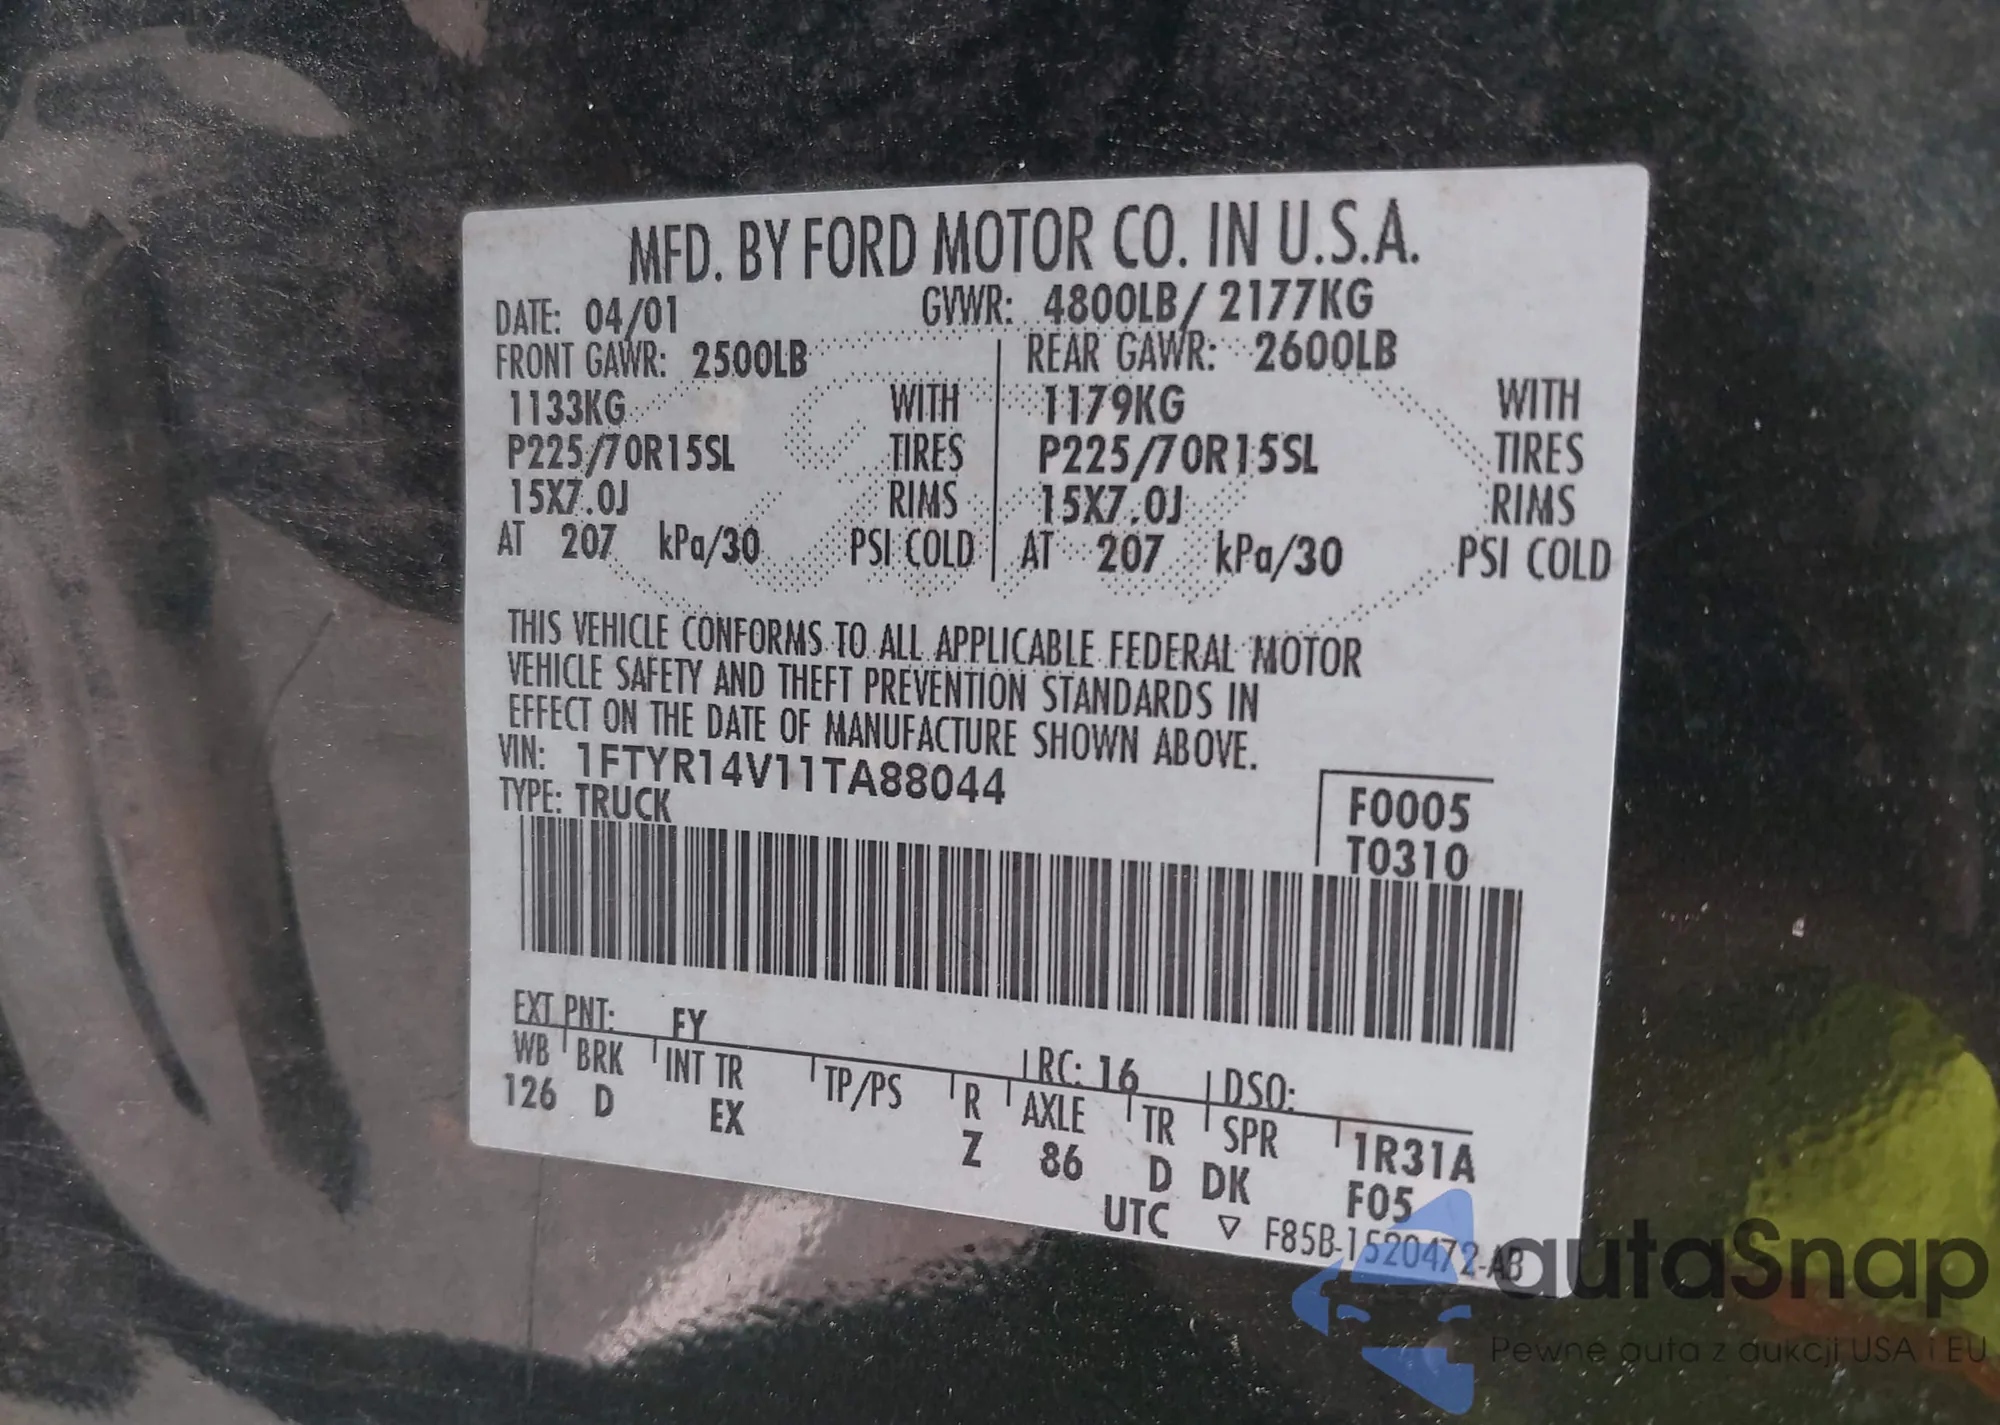 MFD. BY FORD MOTOR CO. IN U.S.A.
DATE: 04/01 GVWR: 4800LB/ 2177KG
FRONT GAWR: 2500LB REAR GAWR: 2600LB
1133KG WITH 1179KG WITH
P225/70R15SL TIRES P225/70R15SL TIRES
15X7.0J RIMS 15X7.0J RIMS
AT 207 kPa/30 PSI COLD AT 207 kPa/30 PSI COLD
THIS VEHICLE CONFORMS TO ALL APPLICABLE FEDERAL MOTOR
VEHICLE SAFETY AND THEFT PREVENTION STANDARDS IN
EFFECT ON THE DATE OF MANUFACTURE SHOWN ABOVE.
VIN: 1FTYR14V11TA88044
TYPE: TRUCK
F0005
T0310
EXT PNT: FY RC: 16 DSO:
WB BRK INT TR TP/PS R AXLE TR SPR 1R31A
126 D EX Z 86 D DK F05
UTC ▽ F85B-1520472-AB
autaSnap
Pewne auta z aukcji USA i EU